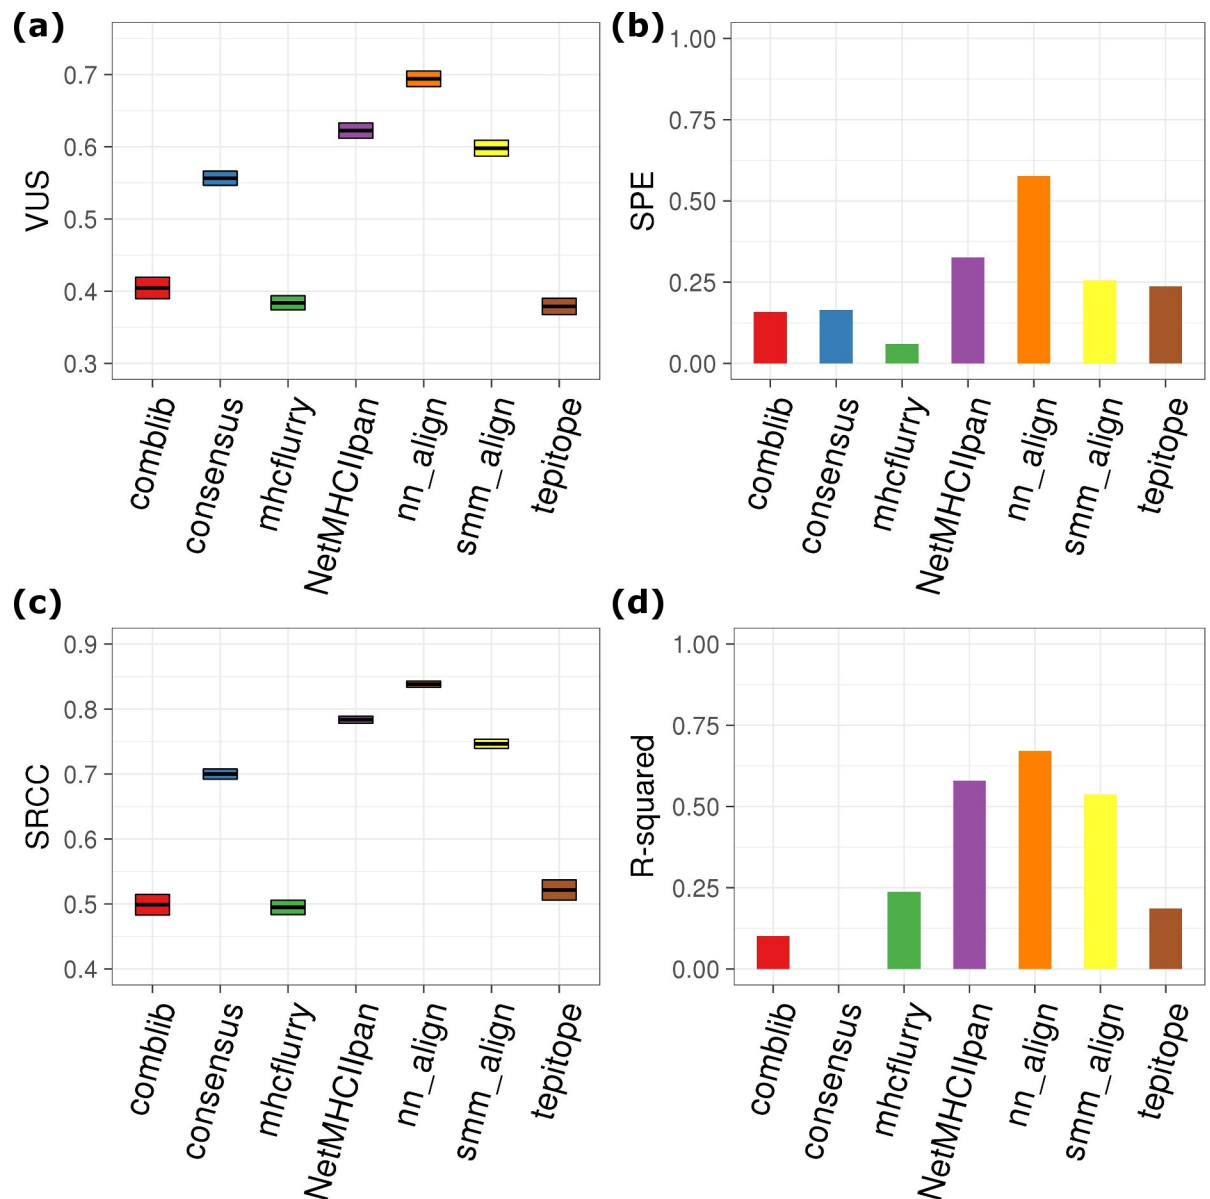 (a)
VUS
0.7
0.6
0.5
0.4
0.3
comblib
consensus
mhcflurry
NetMHCIIpan
nn_align
smm_align
tepitope
(b)
SPE
1.00
0.75
0.50
0.25
0.00
comblib
consensus
mhcflurry
NetMHCIIpan
nn_align
smm_align
tepitope
(c)
SRCC
0.9
0.8
0.7
0.6
0.5
0.4
comblib
consensus
mhcflurry
NetMHCIIpan
nn_align
smm_align
tepitope
(d)
R-squared
1.00
0.75
0.50
0.25
0.00
comblib
consensus
mhcflurry
NetMHCIIpan
nn_align
smm_align
tepitope